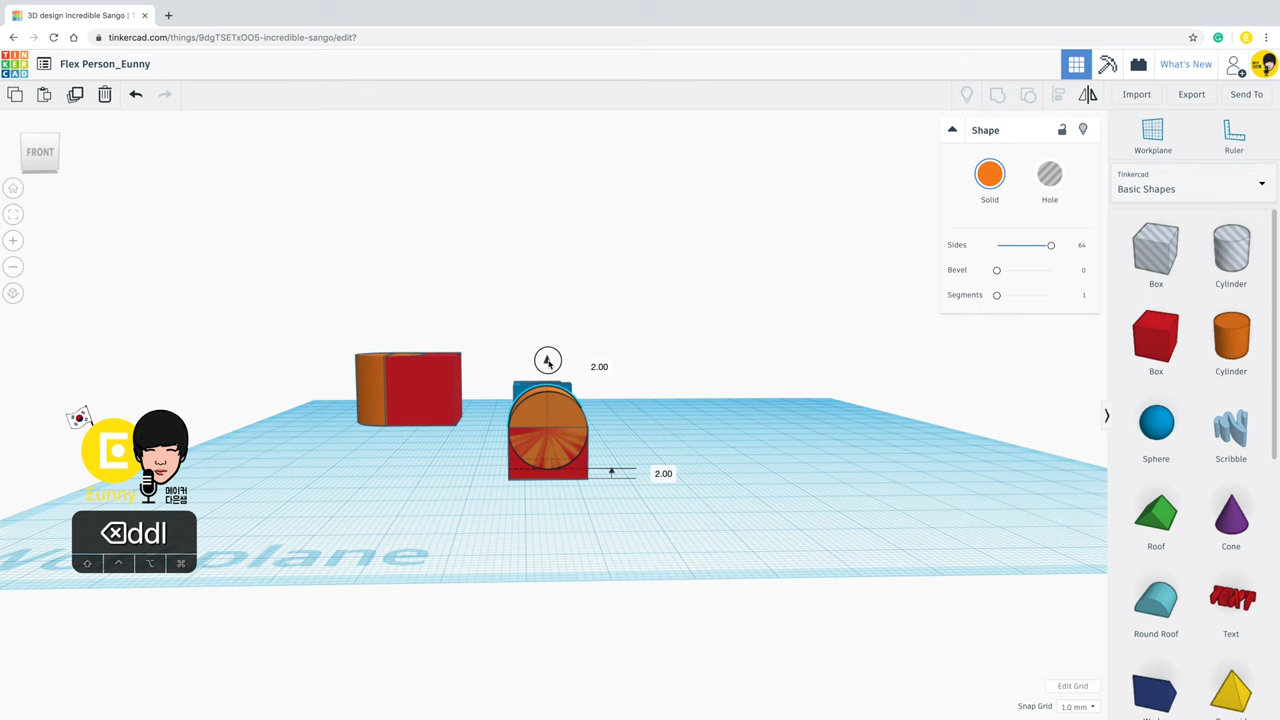 3D design Incredible Sango | T
tinkercad.com/things/9dgTSETxOO5-incredible-sango/edit?
E
TIN
KER
CAD
Flex Person_Eunny
What's New
Import
Export
Send To
FRONT
Shape
Solid
Hole
Sides
64
Bevel
0
Segments
1
Workplane
Ruler
Tinkercad
Basic Shapes
Box
Cylinder
Box
Cylinder
Sphere
Scribble
Roof
Cone
TEXT
Round Roof
Text
2.00
2.00
E
Eunny
메이커
다은쌤
ddl
plane
Edit Grid
Snap Grid
1.0 mm